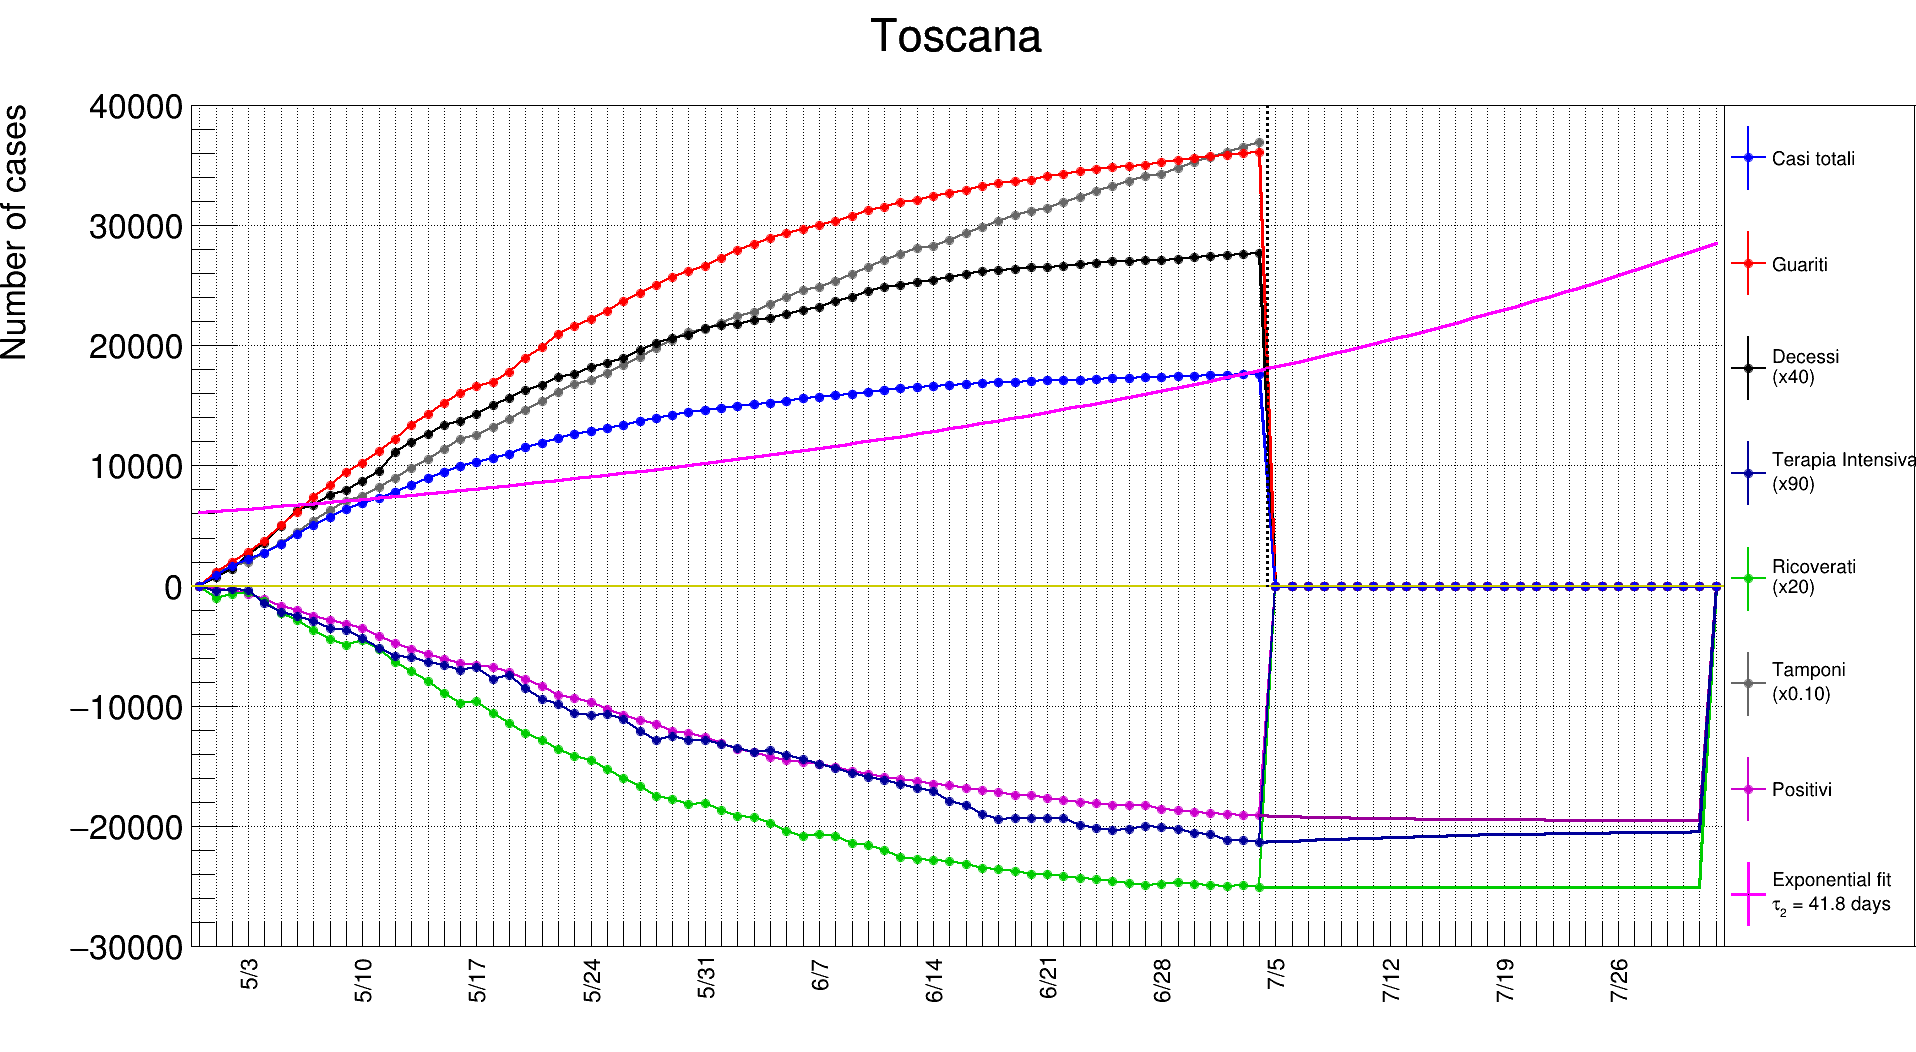 Toscana
Number of cases
40000
30000
20000
10000
0
−10000
−20000
−30000
5/3
5/10
5/17
5/24
5/31
6/7
6/14
6/21
6/28
7/5
7/12
7/19
7/26
Casi totali
Guariti
Decessi
(x40)
Terapia Intensiva
(x90)
Ricoverati
(x20)
Tamponi
(x0.10)
Positivi
Exponential fit
τ2 = 41.8 days